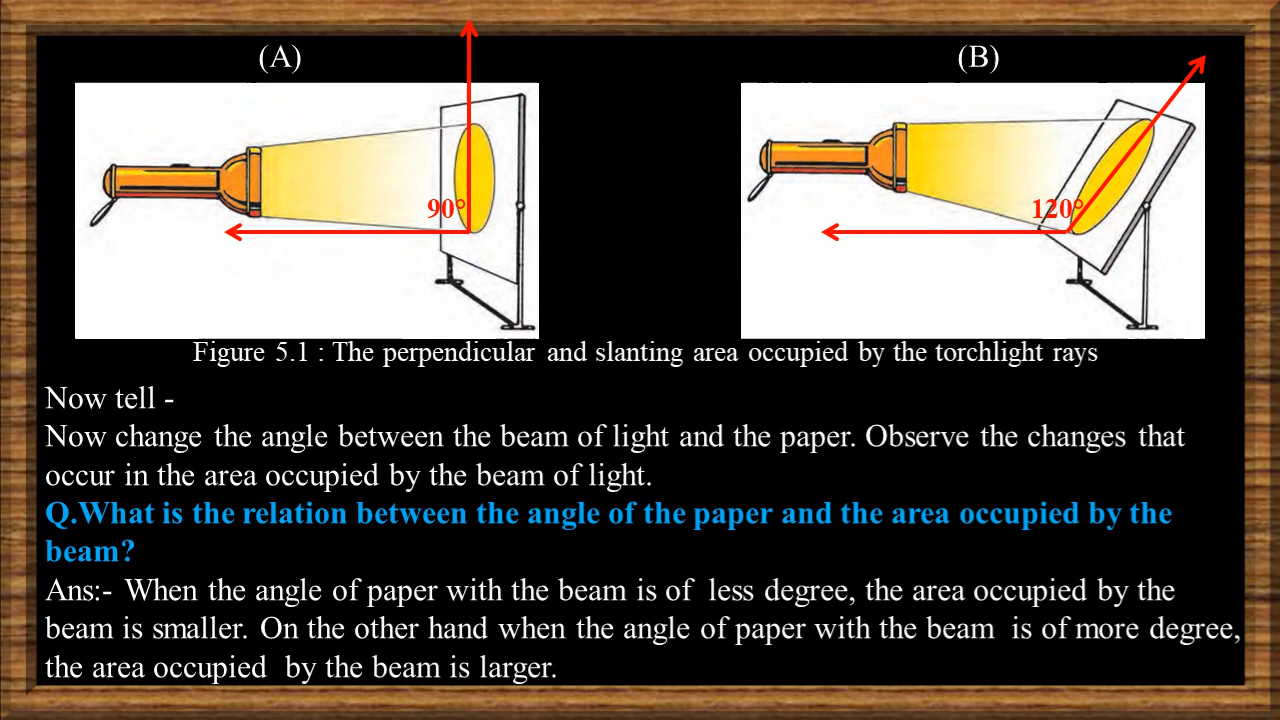 (A)
(B)
90°
120°
Figure 5.1 : The perpendicular and slanting area occupied by the torchlight rays
Now tell -
Now change the angle between the beam of light and the paper. Observe the changes that
occur in the area occupied by the beam of light.
Q.What is the relation between the angle of the paper and the area occupied by the
beam?
Ans:- When the angle of paper with the beam is of less degree, the area occupied by the
beam is smaller. On the other hand when the angle of paper with the beam is of more degree,
the area occupied by the beam is larger.